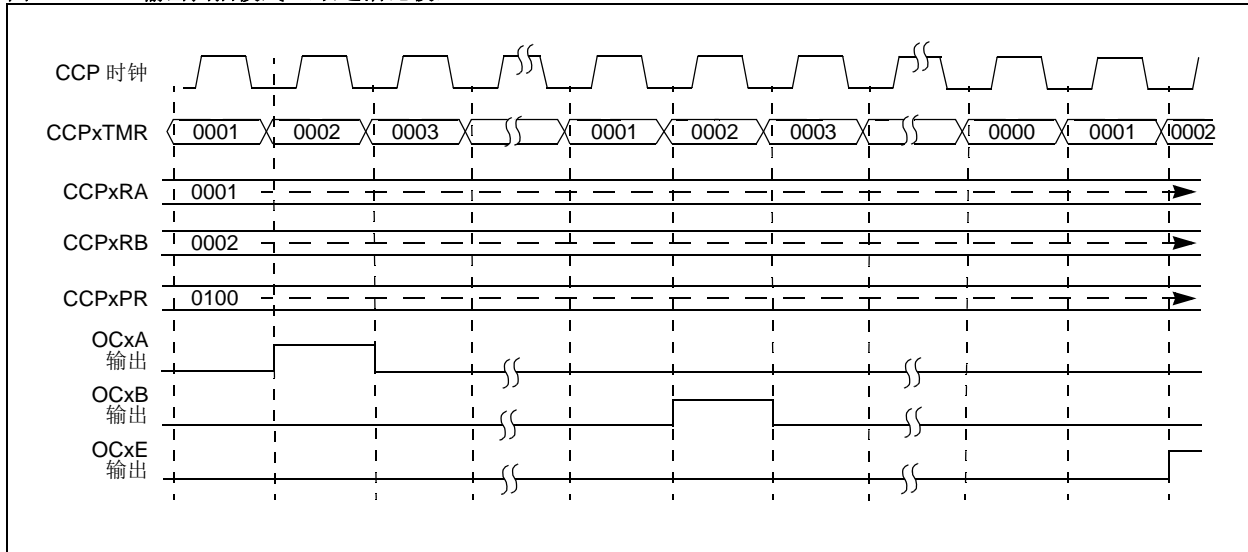 CCP 时钟
CCPxTMR 0001 0002 0003 0001 0002 0003 0000 0001 0002
CCPxRA 0001
CCPxRB 0002
CCPxPR 0100
OCxA
输出
OCxB
输出
OCxE
输出